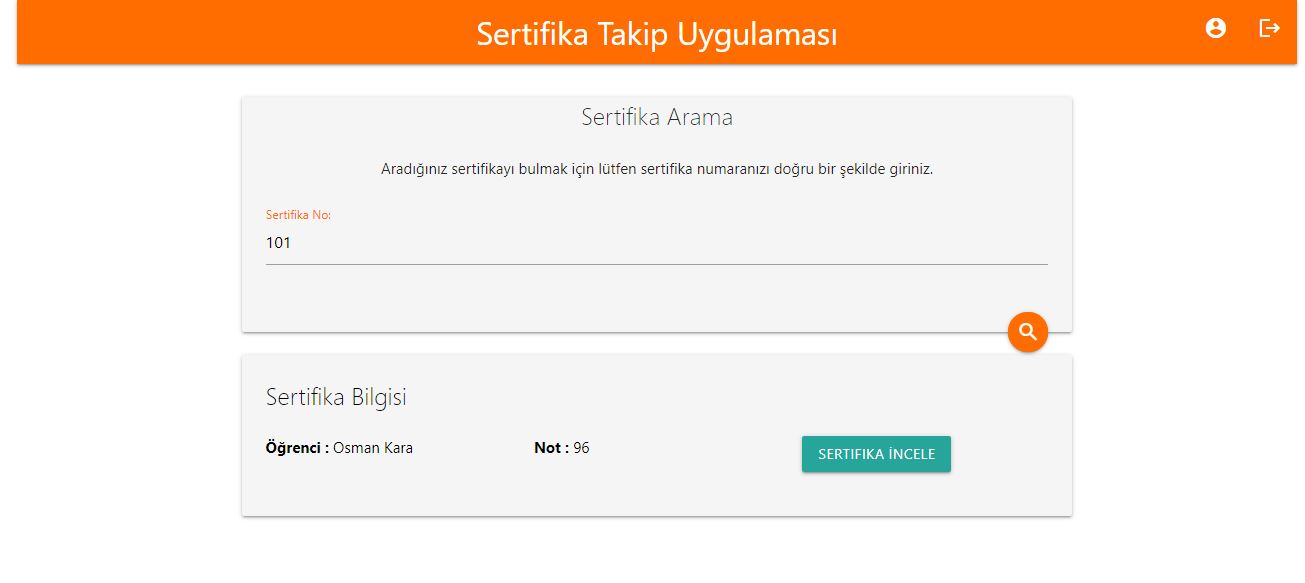 Sertifika Takip Uygulaması
Sertifika Arama
Aradığınız sertifikayı bulmak için lütfen sertifika numaranızı doğru bir şekilde giriniz.
Sertifika No:
101
Sertifika Bilgisi
Öğrenci : Osman Kara Not : 96 SERTIFIKA İNCELE